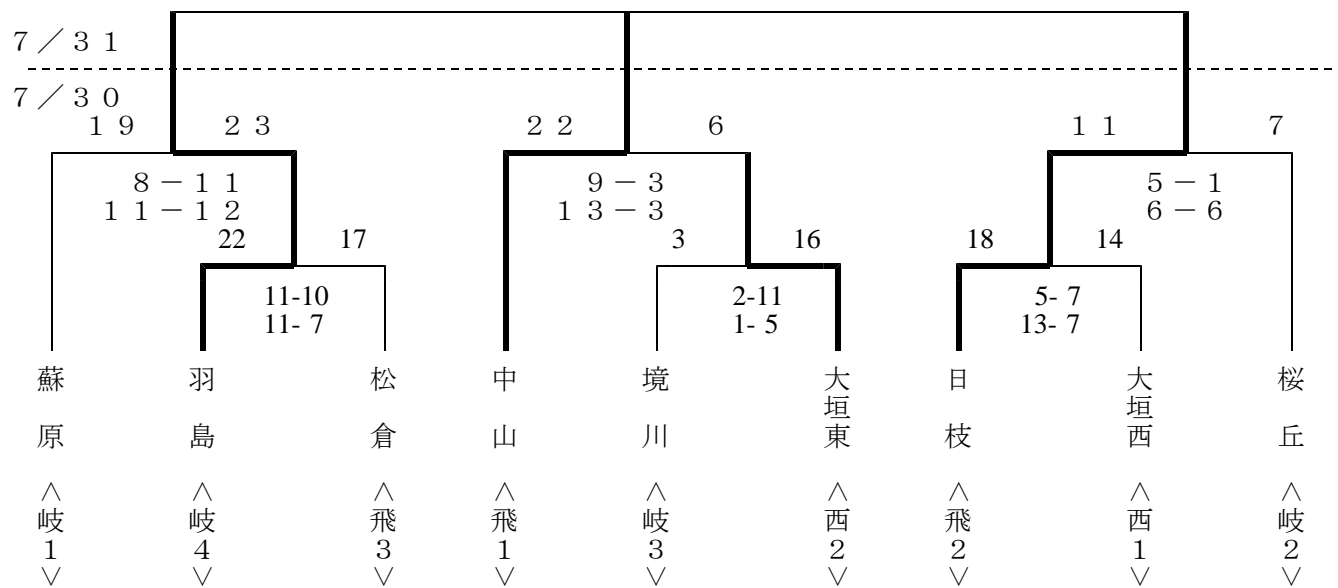 ７／３１
７／３０
１９ ２３ ２２ ６ １１ ７
８－１１ ９－３ ５－１
１１－１２ １３－３ ６－６
22 17 3 16 18 14
11-10 2-11 5- 7
11- 7 1- 5 13- 7
蘇原＜岐１＞
羽島＜岐４＞
松倉＜飛３＞
中山＜飛１＞
境川＜岐３＞
大垣東＜西２＞
日枝＜飛２＞
大垣西＜西１＞
桜丘＜岐２＞